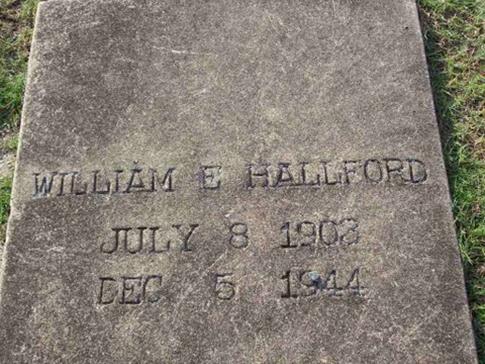 WILLIAM E HALLFORD
JULY 8 1903
DEC 5 1944